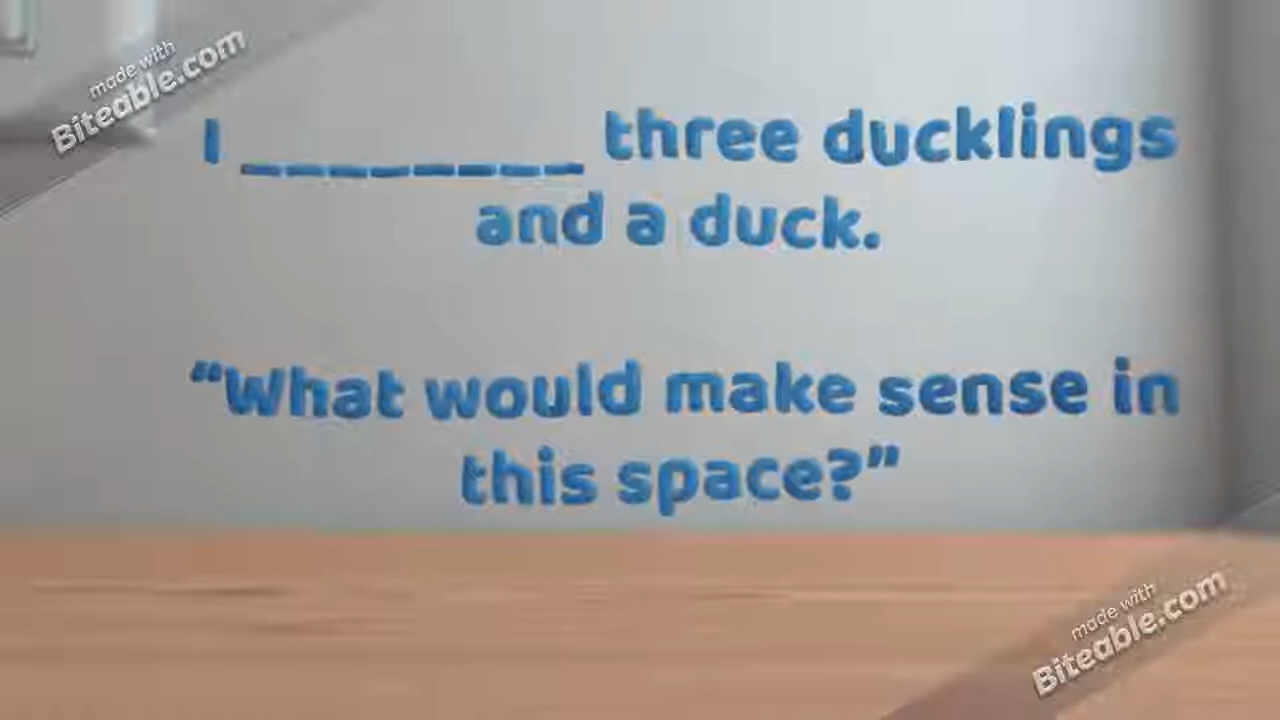 made with
Biteable.com
I ________ three ducklings
and a duck.
“What would make sense in
this space?”
made with
Biteable.com